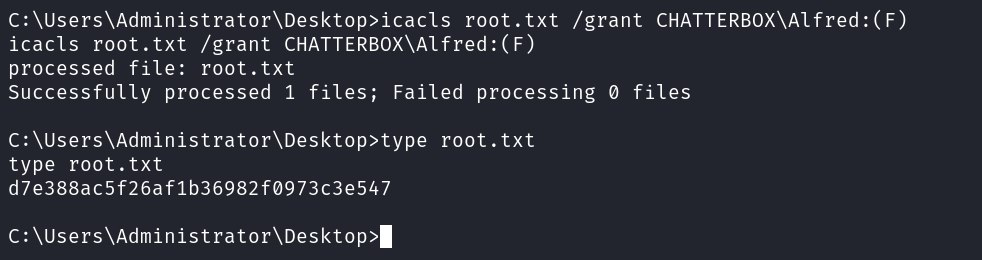 C:\Users\Administrator\Desktop>icacls root.txt /grant CHATTERBOX\Alfred:(F)
icacls root.txt /grant CHATTERBOX\Alfred:(F)
processed file: root.txt
Successfully processed 1 files; Failed processing 0 files
C:\Users\Administrator\Desktop>type root.txt
type root.txt
d7e388ac5f26af1b36982f0973c3e547
C:\Users\Administrator\Desktop>